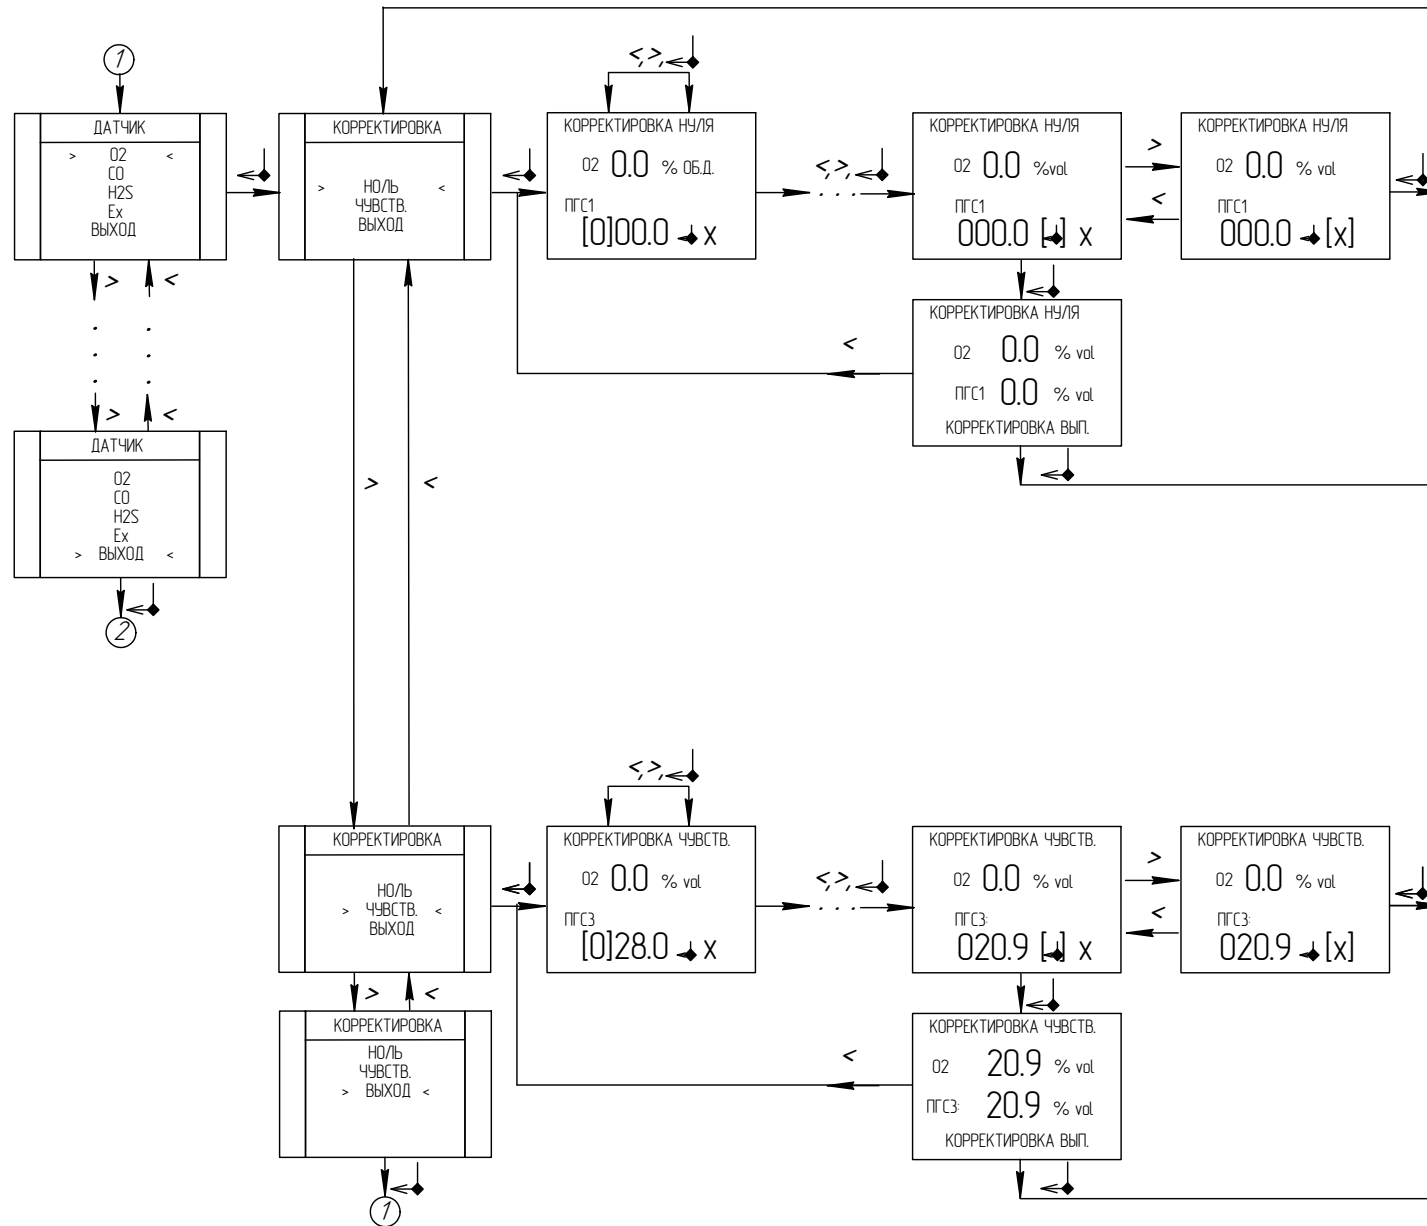 1
ДАТЧИК
> O2 <
CO
H2S
Ex
ВЫХОД
> <
> <
ДАТЧИК
O2
CO
H2S
Ex
> ВЫХОД <
2
КОРРЕКТИРОВКА
> НОЛЬ <
ЧУВСТВ.
ВЫХОД
<,>,
КОРРЕКТИРОВКА НУЛЯ
O2 0.0 % ОБ.Д.
ПГС1
[0]00.0 X
<,>,
. . .
КОРРЕКТИРОВКА НУЛЯ
O2 0.0 %vol
ПГС1
000.0 [ ] X
>
<
КОРРЕКТИРОВКА НУЛЯ
O2 0.0 % vol
ПГС1
000.0 [X]
КОРРЕКТИРОВКА НУЛЯ
O2 0.0 % vol
ПГС1 0.0 % vol
КОРРЕКТИРОВКА ВЫП.
<
> <
КОРРЕКТИРОВКА
НОЛЬ
> ЧУВСТВ. <
ВЫХОД
<,>,
КОРРЕКТИРОВКА ЧУВСТВ.
O2 0.0 % vol
ПГС3
[0]28.0 X
<,>,
. . .
КОРРЕКТИРОВКА ЧУВСТВ.
O2 0.0 % vol
ПГС3:
020.9 [ ] X
>
<
КОРРЕКТИРОВКА ЧУВСТВ.
O2 0.0 % vol
ПГС3:
020.9 [X]
> <
КОРРЕКТИРОВКА
НОЛЬ
ЧУВСТВ.
> ВЫХОД <
1
<
КОРРЕКТИРОВКА ЧУВСТВ.
O2 20.9 % vol
ПГС3: 20.9 % vol
КОРРЕКТИРОВКА ВЫП.